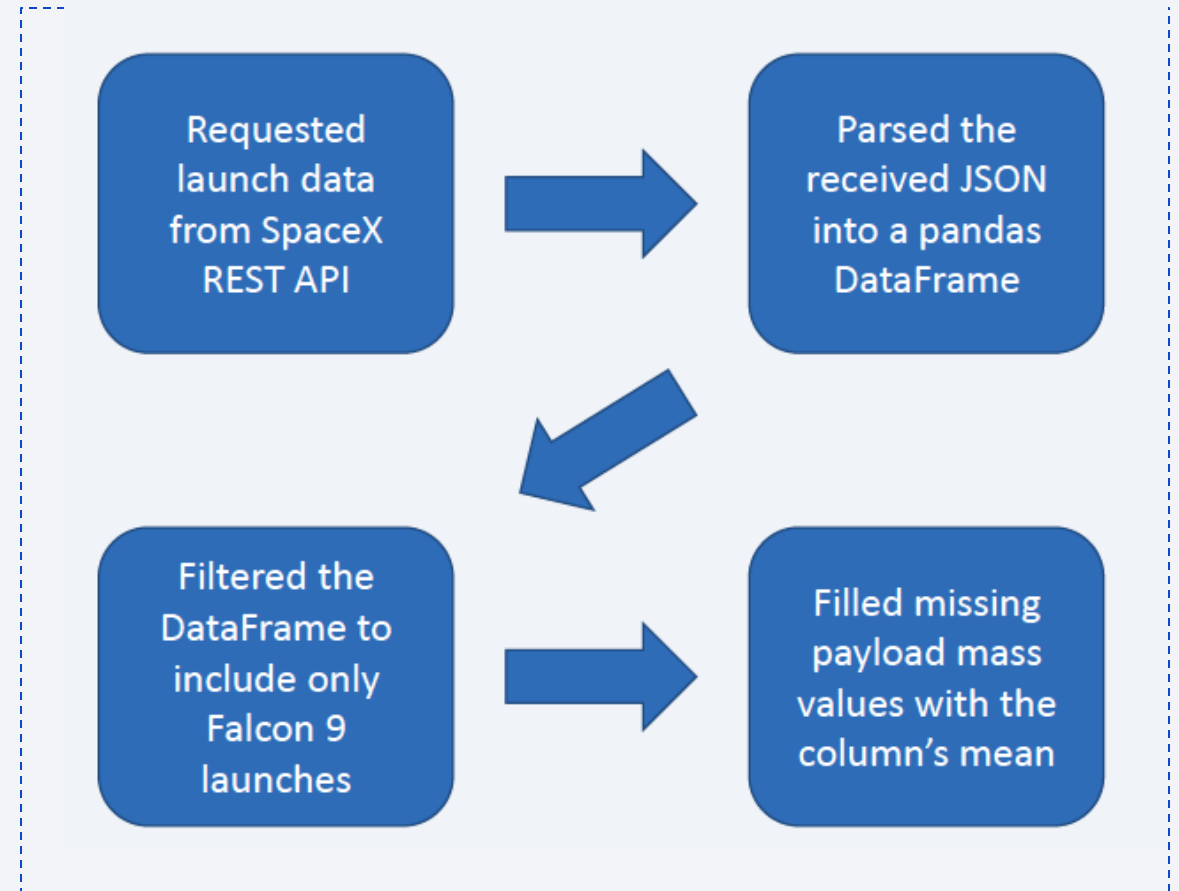 Requested
launch data
from SpaceX
REST API
Parsed the
received JSON
into a pandas
DataFrame
Filtered the
DataFrame to
include only
Falcon 9
launches
Filled missing
payload mass
values with the
column’s mean